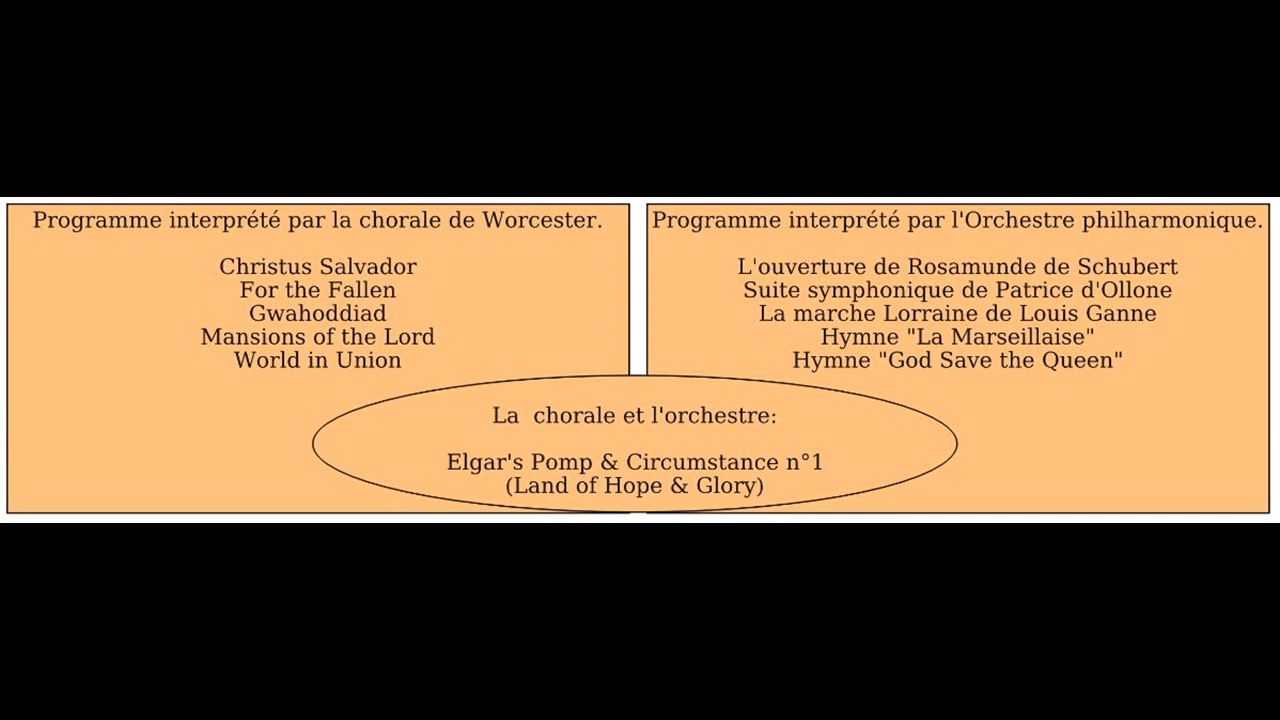 Programme interprété par la chorale de Worcester.
Christus Salvador
For the Fallen
Gwahoddiad
Mansions of the Lord
World in Union
Programme interprété par l'Orchestre philharmonique.
L'ouverture de Rosamunde de Schubert
Suite symphonique de Patrice d'Ollone
La marche Lorraine de Louis Ganne
Hymne "La Marseillaise"
Hymne "God Save the Queen"
La  chorale et l'orchestre:
Elgar's Pomp & Circumstance n°1
(Land of Hope & Glory)